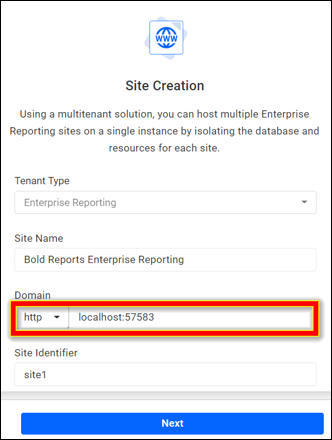 WWW
Site Creation
Using a multitenant solution, you can host multiple Enterprise
Reporting sites on a single instance by isolating the database and
resources for each site.
Tenant Type
Enterprise Reporting
Site Name
Bold Reports Enterprise Reporting
Domain
http localhost:57583
Site Identifier
site1
Next